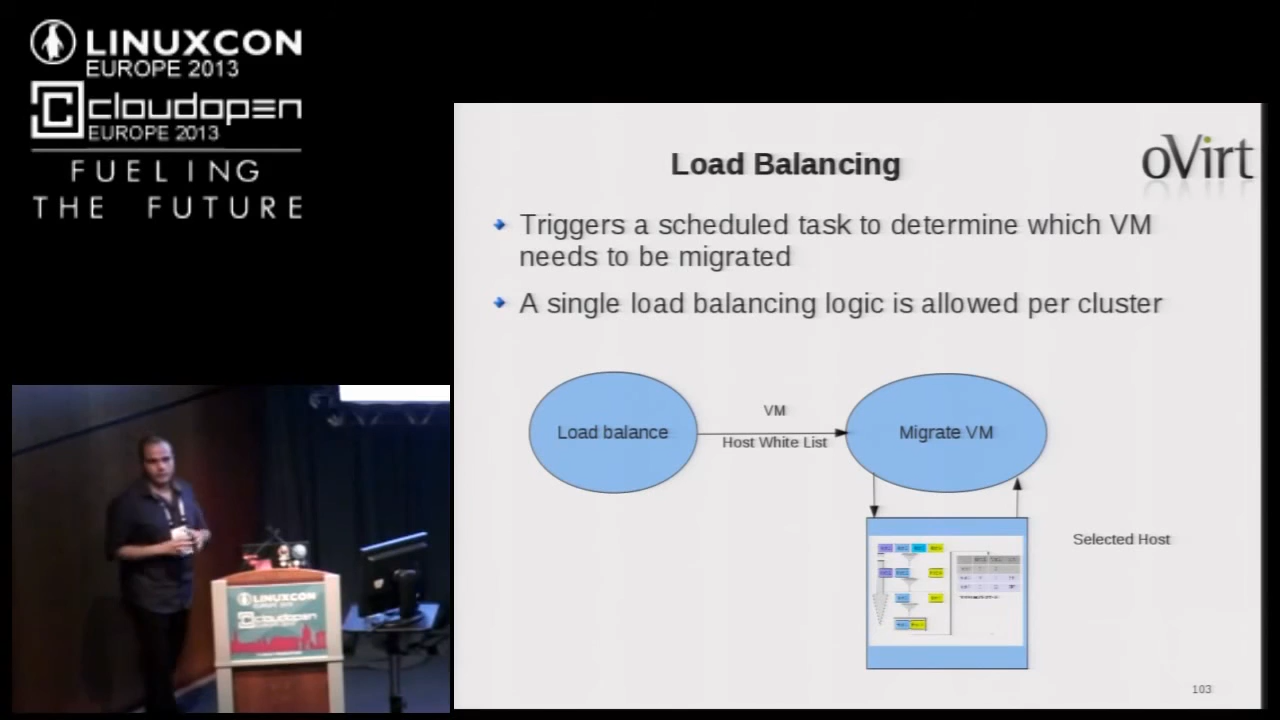 LINUXCON
EUROPE 2013
cloudopen
EUROPE 2013
FUELING
THE FUTURE
oVirt
Load Balancing
Triggers a scheduled task to determine which VM
needs to be migrated
A single load balancing logic is allowed per cluster
Load balance
VM
Host White List
Migrate VM
Selected Host
103
LINUXCON
cloudopen